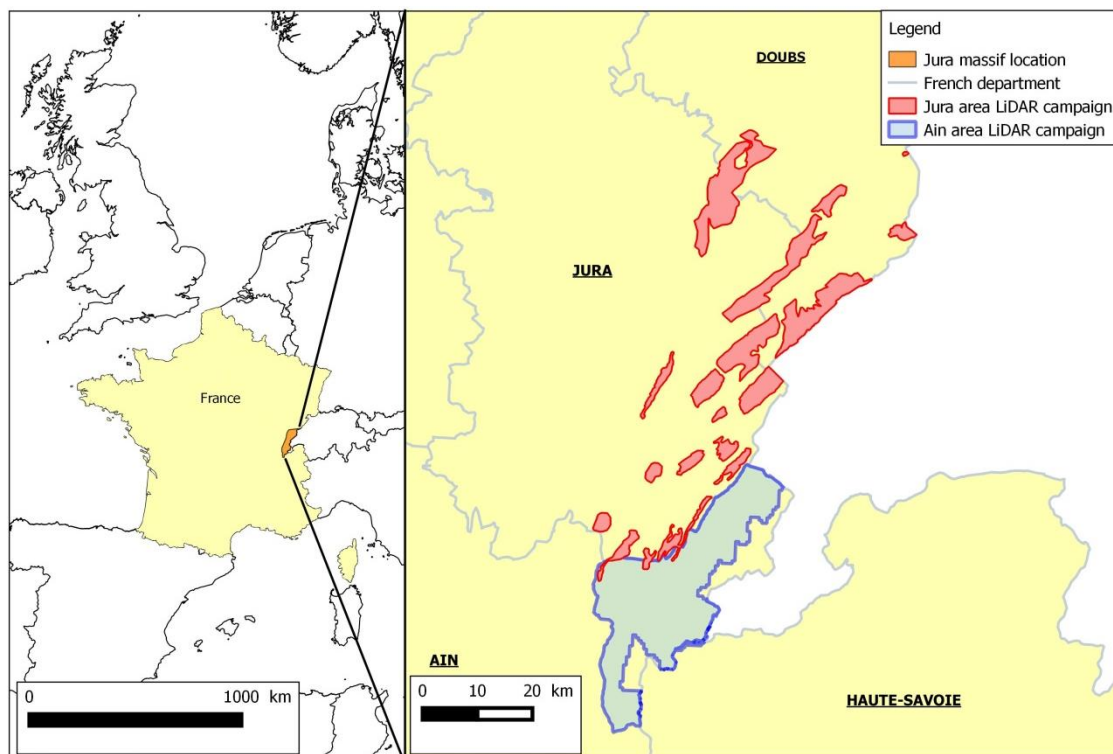 France
0 1000 km
DOUBS
JURA
AIN
HAUTE-SAVOIE
0 10 20 km
Legend
Jura massif location
French department
Jura area LiDAR campaign
Ain area LiDAR campaign